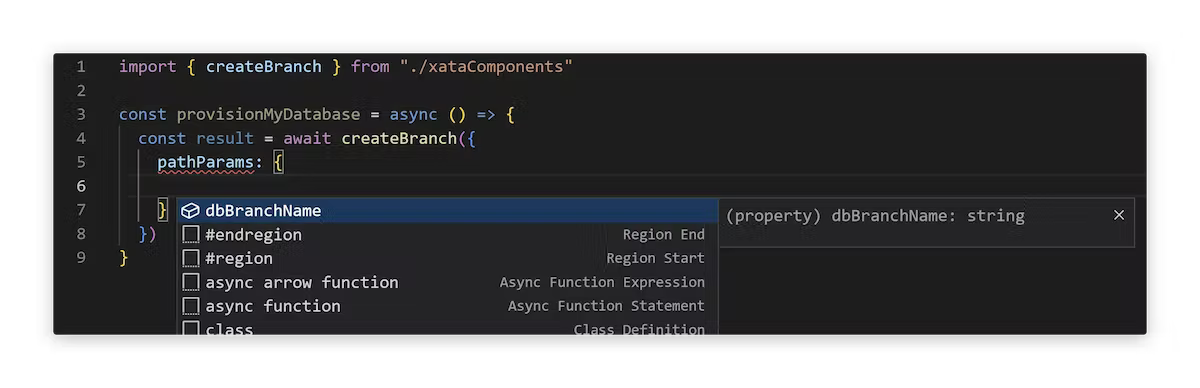 1 import { createBranch } from "./xataComponents"
2
3 const provisionMyDatabase = async () => {
4 const result = await createBranch({
5 pathParams: {
6
7 }
dbBranchName
(property) dbBranchName: string ×
#endregion Region End
8 })
#region Region Start
9 }
async arrow function Async Function Expression
async function Async Function Statement
class Class Definition